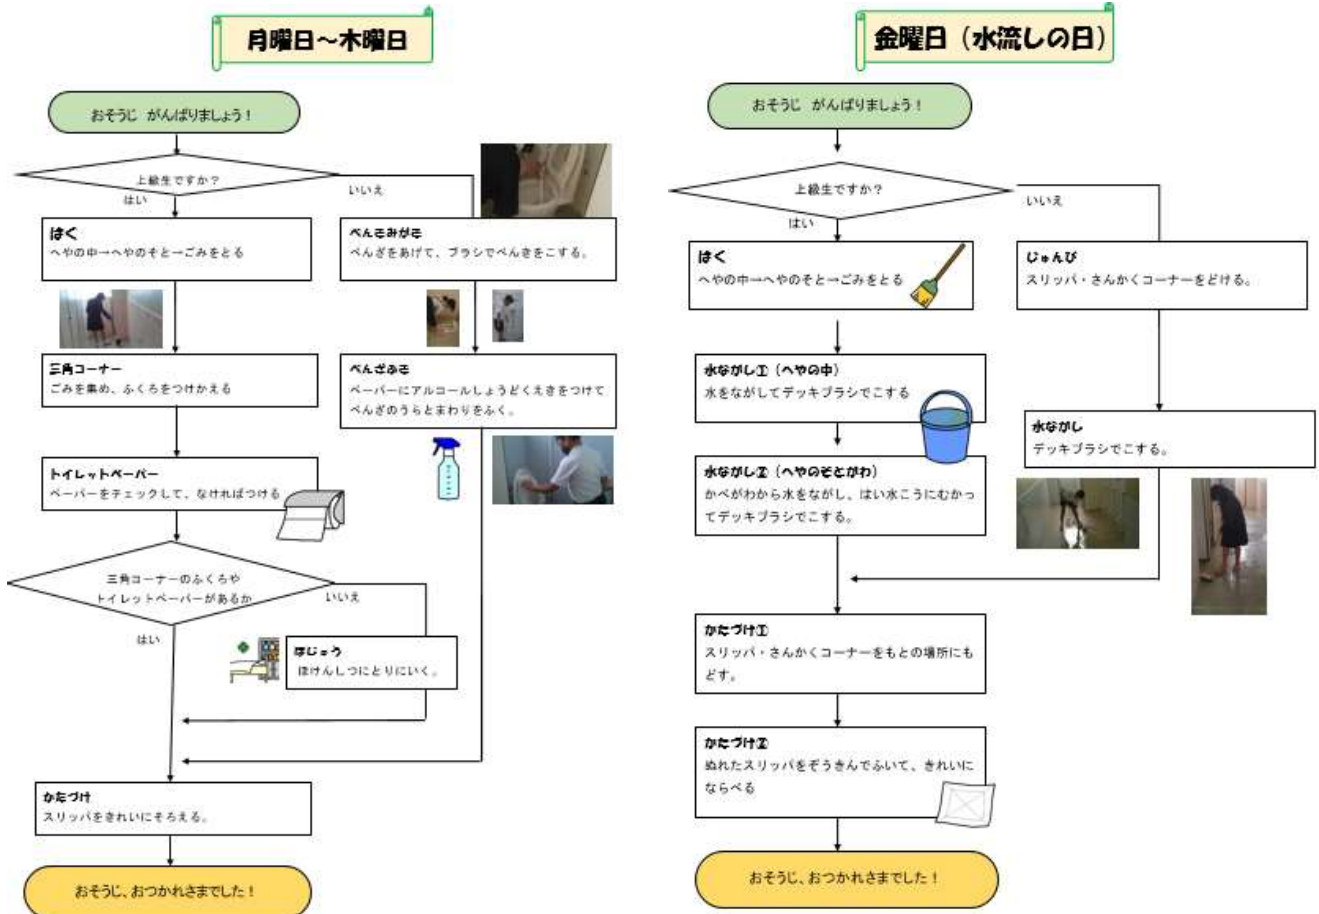 月曜日～木曜日
おそうじ がんばりましょう！
上級生ですか？
はい
いいえ
はく
へやの中→へやのそと→ごみをとる
べんきみがき
べんざをあげて、ブラシでべんきをこする。
三角コーナー
ごみを集め、ふくろをつけかえる
べんざふき
ペーパーにアルコールしょうどくえきをつけて
べんざのうらとまわりをふく。
トイレットペーパー
ペーパーをチェックして、なければつける
三角コーナーのふくろや
トイレットペーパーがあるか
はい
いいえ
ほじゅう
ほけんしつにとりにいく。
かたづけ
スリッパをきれいにそろえる。
おそうじ、おつかれさまでした！
金曜日（水流しの日）
おそうじ がんばりましょう！
上級生ですか？
はい
いいえ
はく
へやの中→へやのそと→ごみをとる
じゅんび
スリッパ・さんかくコーナーをどける。
水ながし①（へやの中）
水をながしてデッキブラシでこする
水ながし
デッキブラシでこする。
水ながし②（へやのそとがわ）
かべがわから水をながし、はい水こうにむかっ
てデッキブラシでこする。
かたづけ①
スリッパ・さんかくコーナーをもとの場所にも
どす。
かたづけ②
ぬれたスリッパをぞうきんでふいて、きれいに
ならべる
おそうじ、おつかれさまでした！